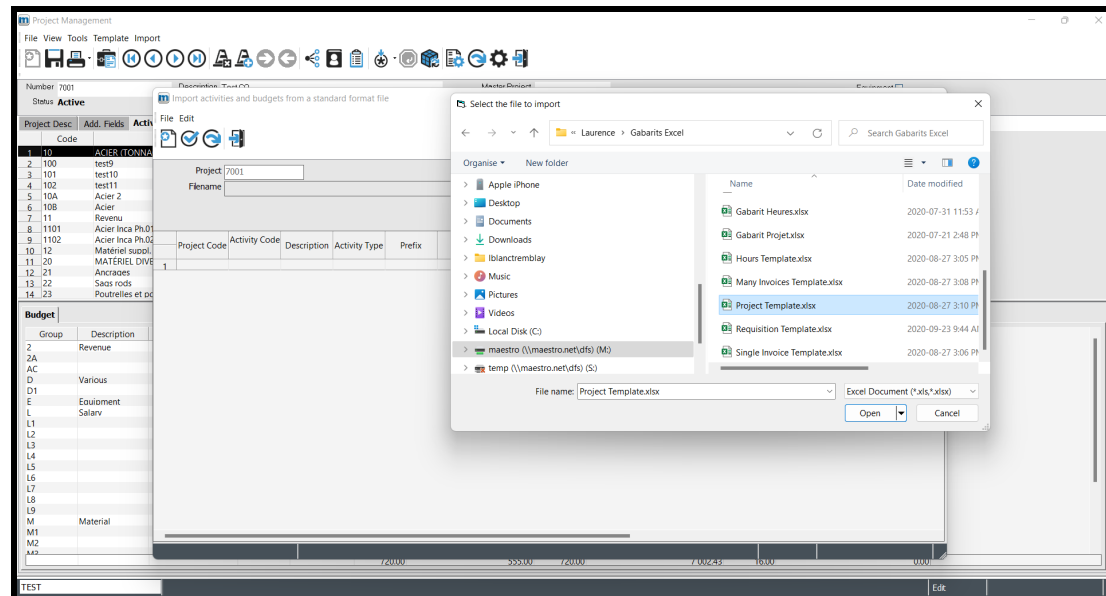 Project Management
File View Tools Template Import
Number 7001
Description Test CO
Master Project
Equipment
Status Active
Project Desc Add. Fields Activ
Code
1 10 ACIER (TONNA
2 100 test9
3 101 test10
4 102 test11
5 10A Acier 2
6 10B Acier
7 11 Revenu
8 1101 Acier Inca Ph.01
9 1102 Acier Inca Ph.02
10 12 Matériel suppl.
11 20 MATÉRIEL DIVE
12 21 Ancrages
13 22 Sags rods
14 23 Poutrelles et po
Budget
Group Description
2 Revenue
2A
AC
D Various
D1
E Equipment
L Salary
L1
L2
L3
L4
L5
L6
L7
L8
L9
M Material
M1
M2
M3
720.00 555.00 720.00 7 002.43 16.00 0.00
TEST
Edit
Import activities and budgets from a standard format file
File Edit
Project 7001
Filename
Project Code Activity Code Description Activity Type Prefix
1
Select the file to import
« Laurence > Gabarits Excel
Search Gabarits Excel
Organise New folder
Apple iPhone
Desktop
Documents
Downloads
lblanctremblay
Music
Pictures
Videos
Local Disk (C:)
maestro (\\maestro.net\dfs) (M:)
temp (\\maestro.net\dfs) (S:)
Name Date modified
Gabarit Heures.xlsx 2020-07-31 11:53
Gabarit Projet.xlsx 2020-07-21 2:48 PM
Hours Template.xlsx 2020-08-27 3:05 PM
Many Invoices Template.xlsx 2020-08-27 3:08 PM
Project Template.xlsx 2020-08-27 3:10 PM
Requisition Template.xlsx 2020-09-23 9:44 AM
Single Invoice Template.xlsx 2020-08-27 3:06 PM
File name: Project Template.xlsx
Excel Document (*.xls,*.xlsx)
Open
Cancel